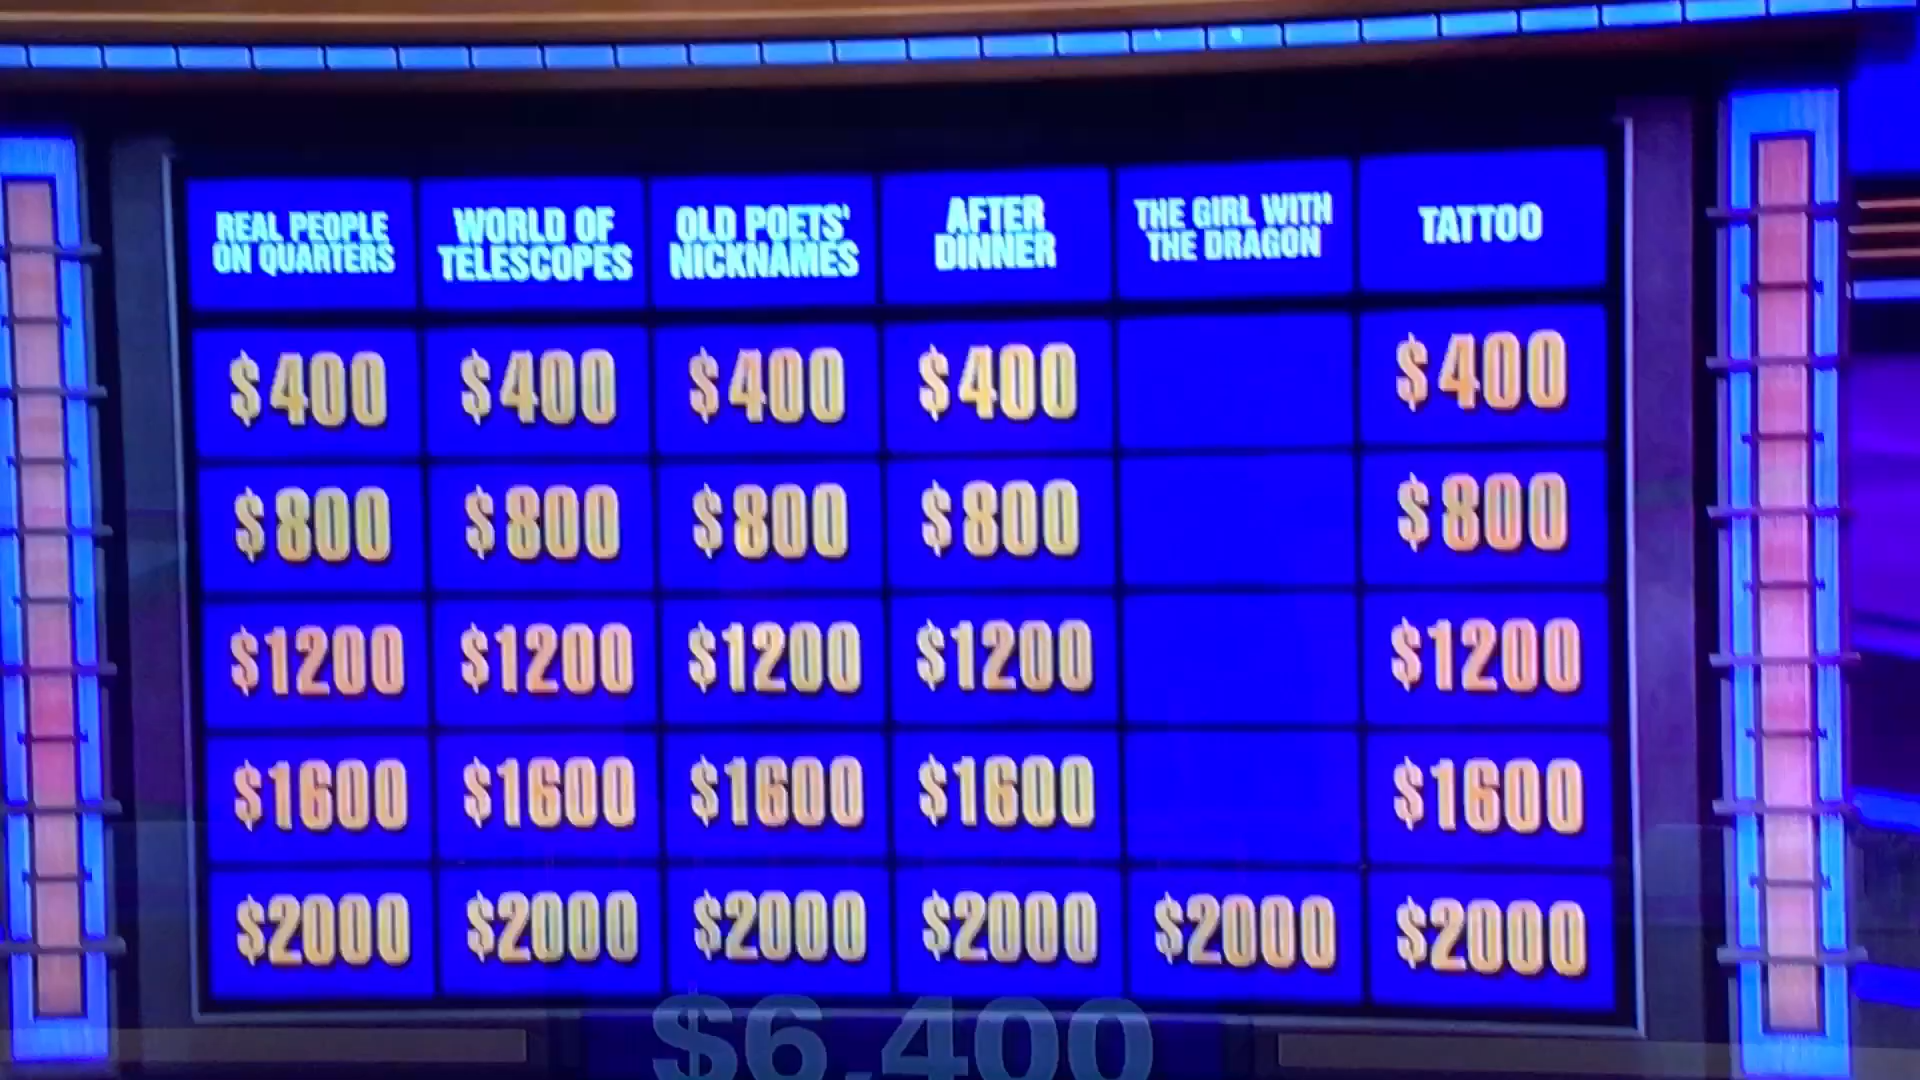 REAL PEOPLE
ON QUARTERS
WORLD OF
TELESCOPES
OLD POETS'
NICKNAMES
AFTER
DINNER
THE GIRL WITH
THE DRAGON
TATTOO
$400 $400 $400 $400 $400
$800 $800 $800 $800 $800
$1200 $1200 $1200 $1200 $1200
$1600 $1600 $1600 $1600 $1600
$2000 $2000 $2000 $2000 $2000 $2000
$6,400